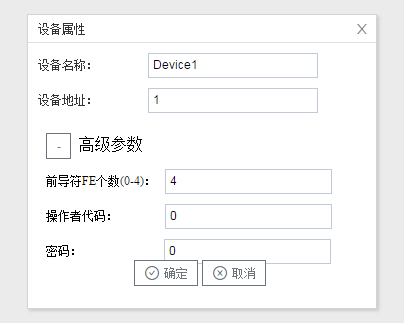 设备属性
设备名称： Device1
设备地址： 1
- 高级参数
前导符FE个数(0-4)： 4
操作者代码： 0
密码： 0
确定 取消